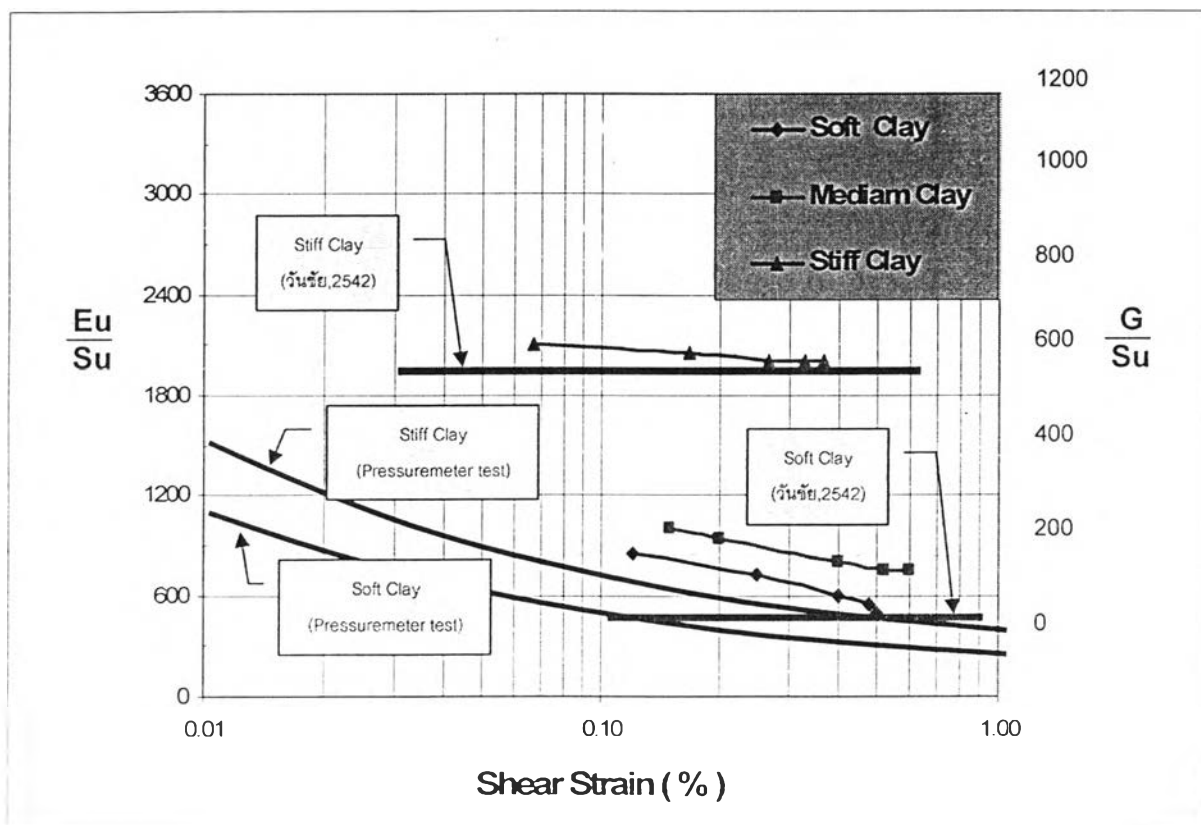 1200
3600
Soft Clay
1000
3000
Mediam Clay
Stiff Clay
(วันชัย,2542)
800
Stiff Clay
2400
Eu
Su
600
G
Su
1800
Stiff Clay
(Pressuremeter test)
400
Soft Clay
(วันชัย,2542)
1200
200
Soft Clay
(Pressuremeter test)
600
0
0
0.01
0.10
1.00
Shear Strain ( % )